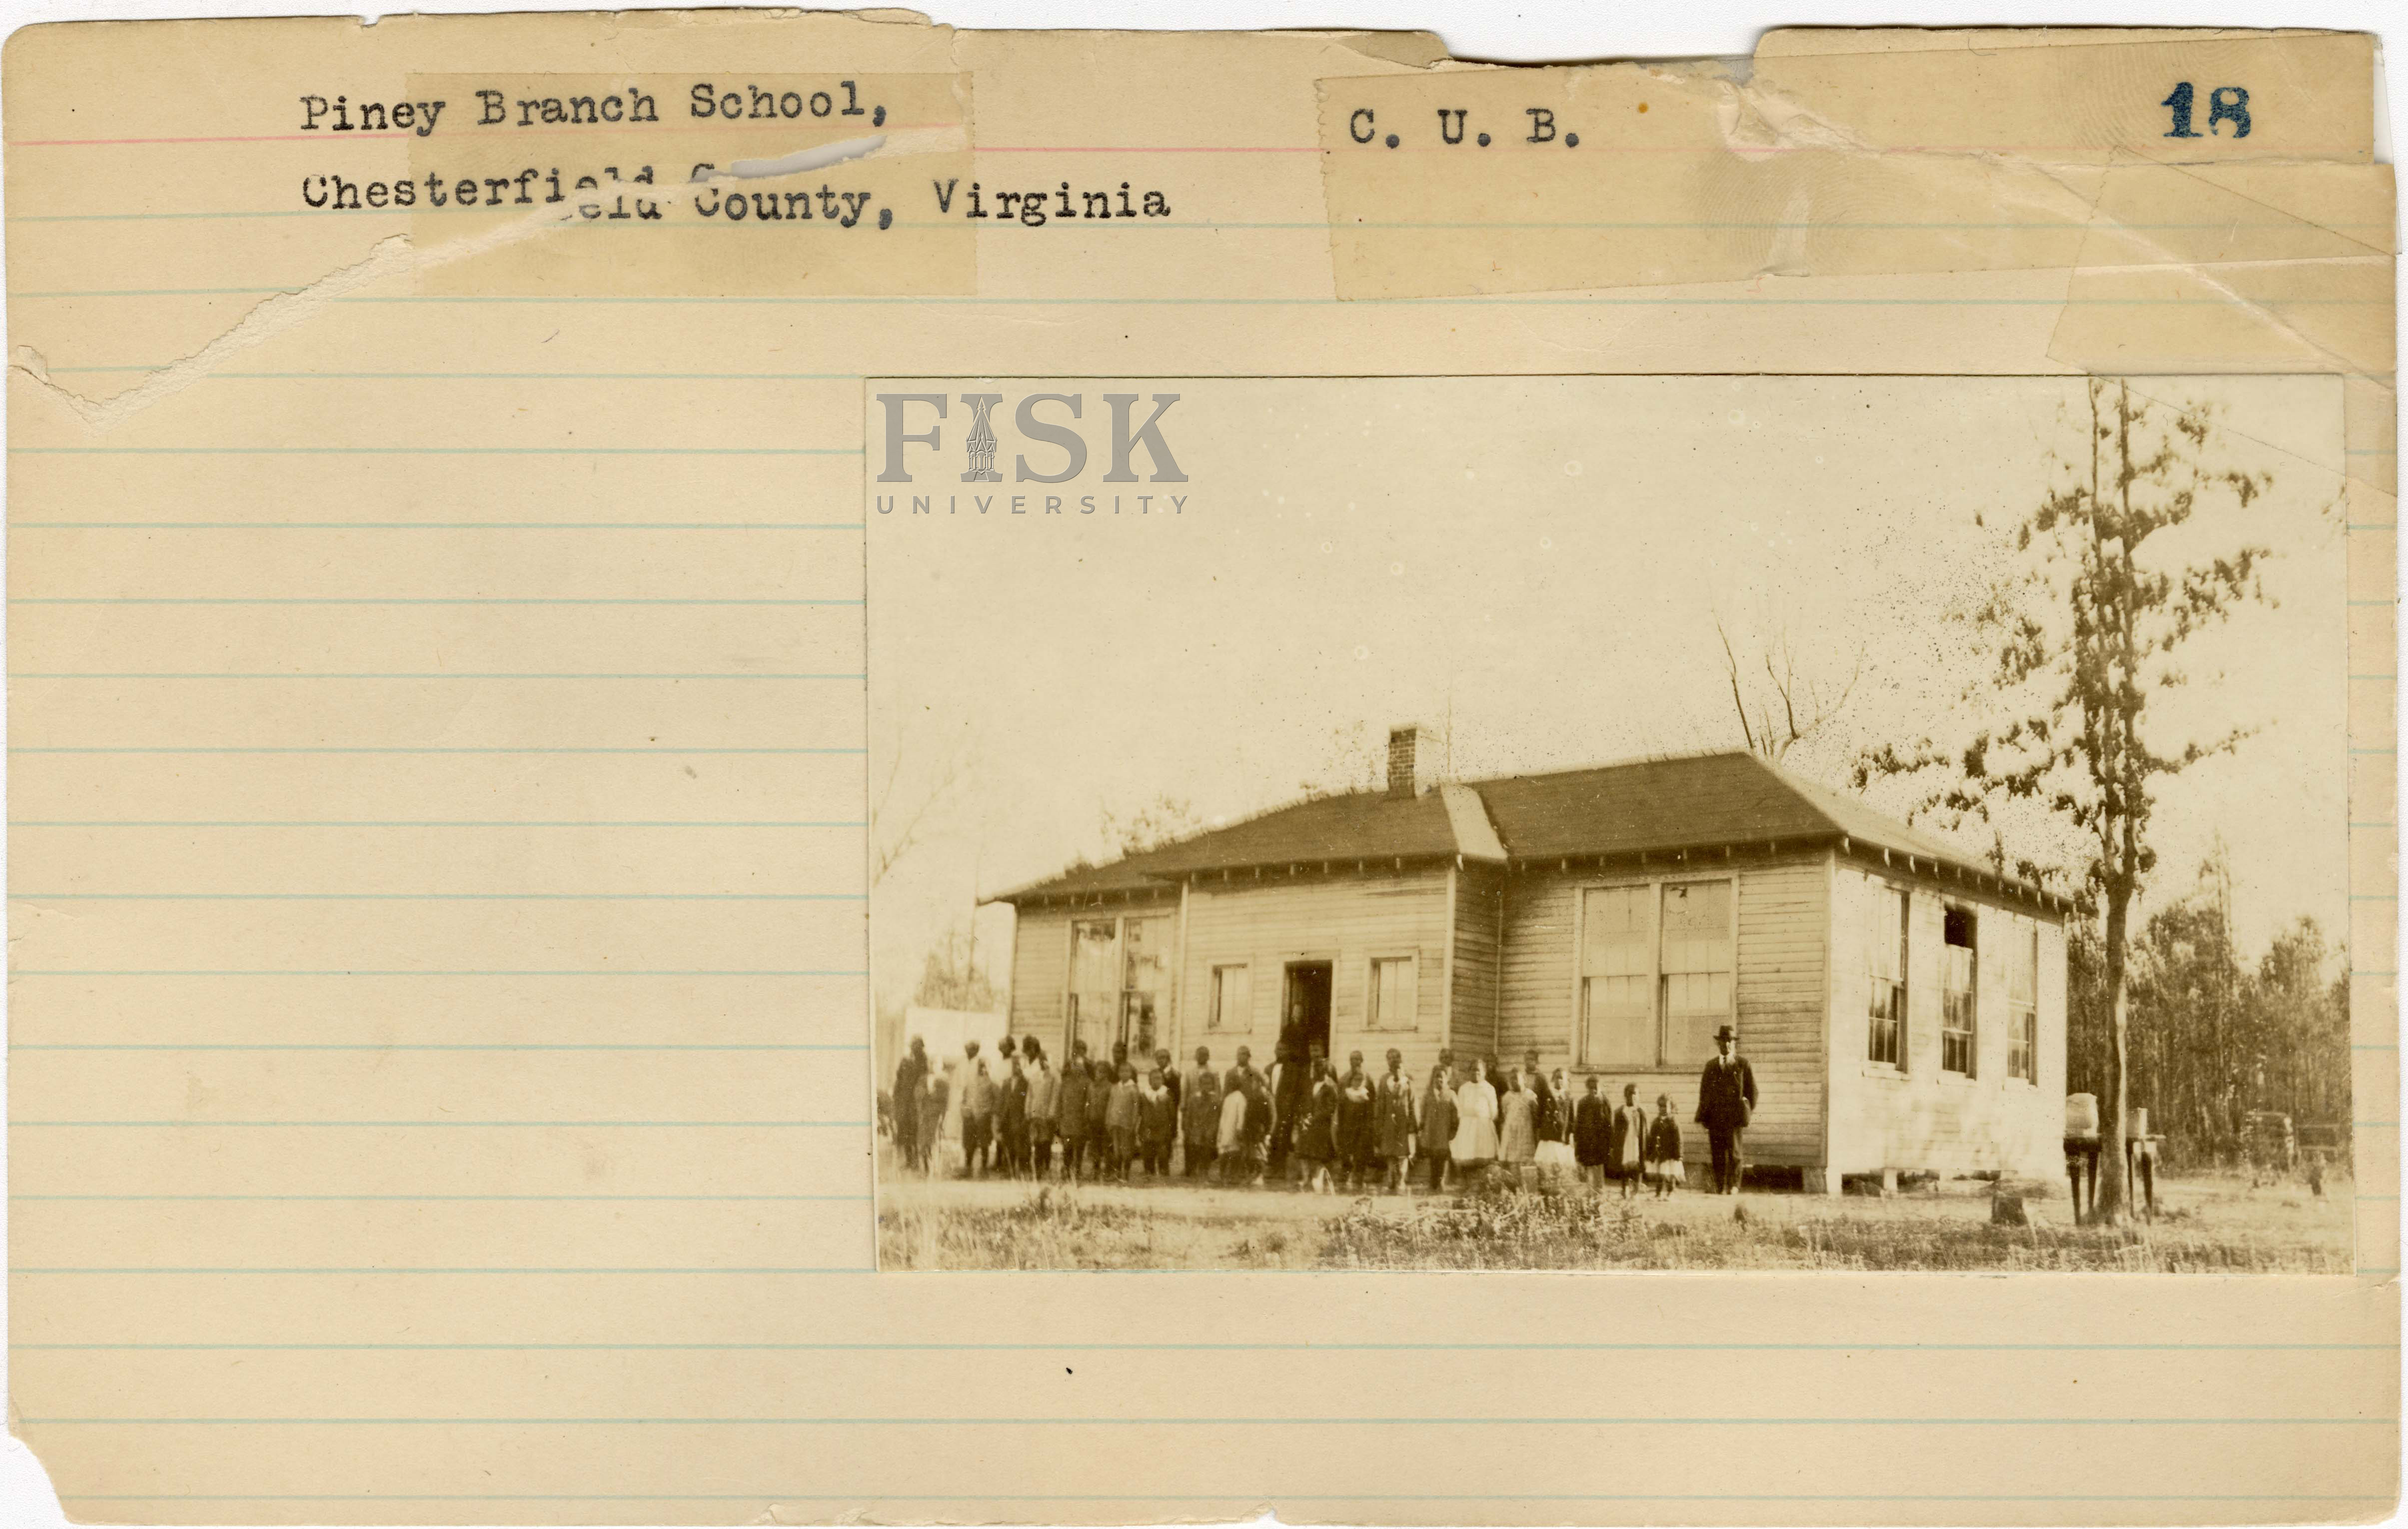 Piney Branch School,
Chesterfield County, Virginia
C. U. B.
18
FISK
UNIVERSITY